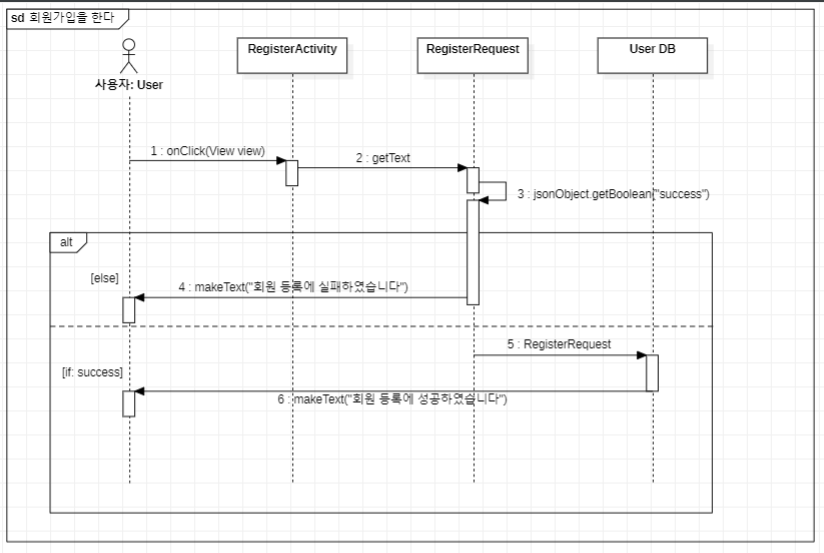 sd 회원가입을 한다
RegisterActivity
RegisterRequest
User DB
사용자: User
1 : onClick(View view)
2 : getText
3 : jsonObject.getBoolean("success")
alt
[else]
4 : makeText("회원 등록에 실패하였습니다")
5 : RegisterRequest
[if: success]
6 : makeText("회원 등록에 성공하였습니다")